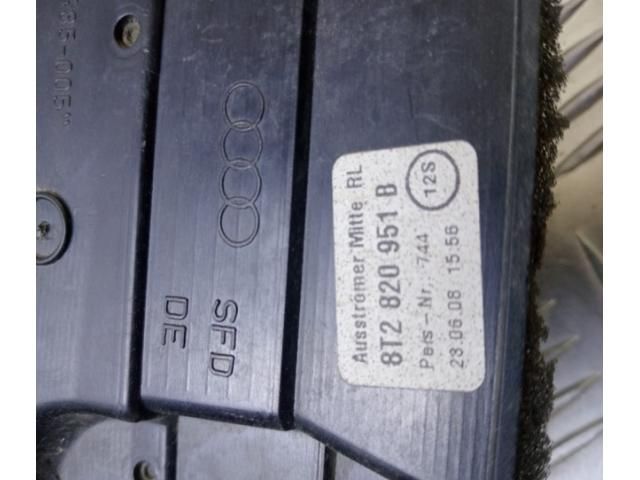 Ausströmer Mitte RL
8T2 820 951 B
Pers-Nr.: 744
23.06.08 15:56
12S
SFD
DE